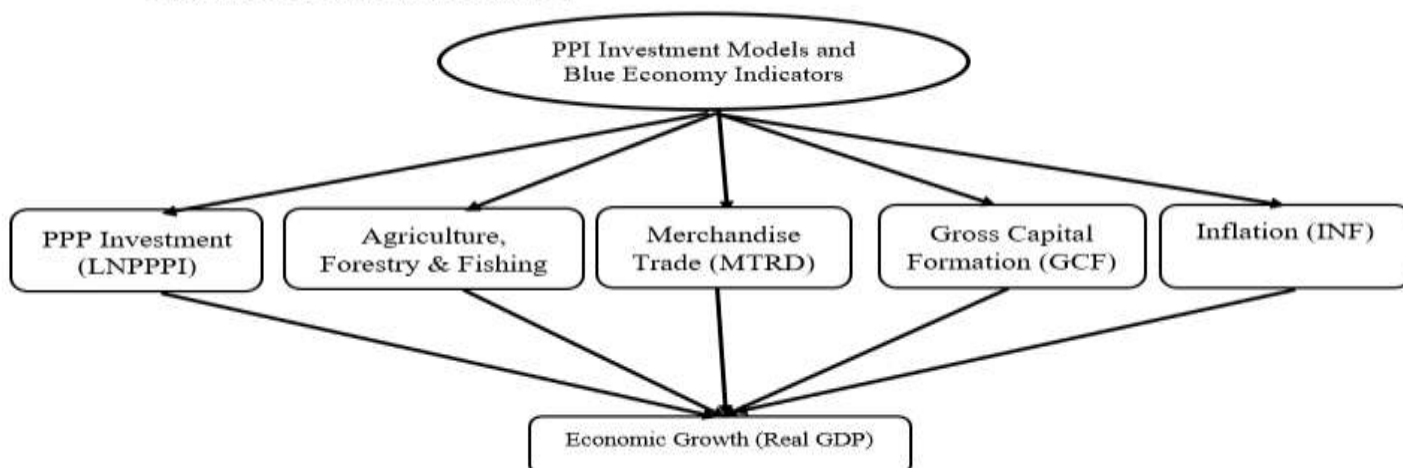 PPI Investment Models and
Blue Economy Indicators
PPP Investment
(LNPPPI)
Agriculture,
Forestry & Fishing
Merchandise
Trade (MTRD)
Gross Capital
Formation (GCF)
Inflation (INF)
Economic Growth (Real GDP)